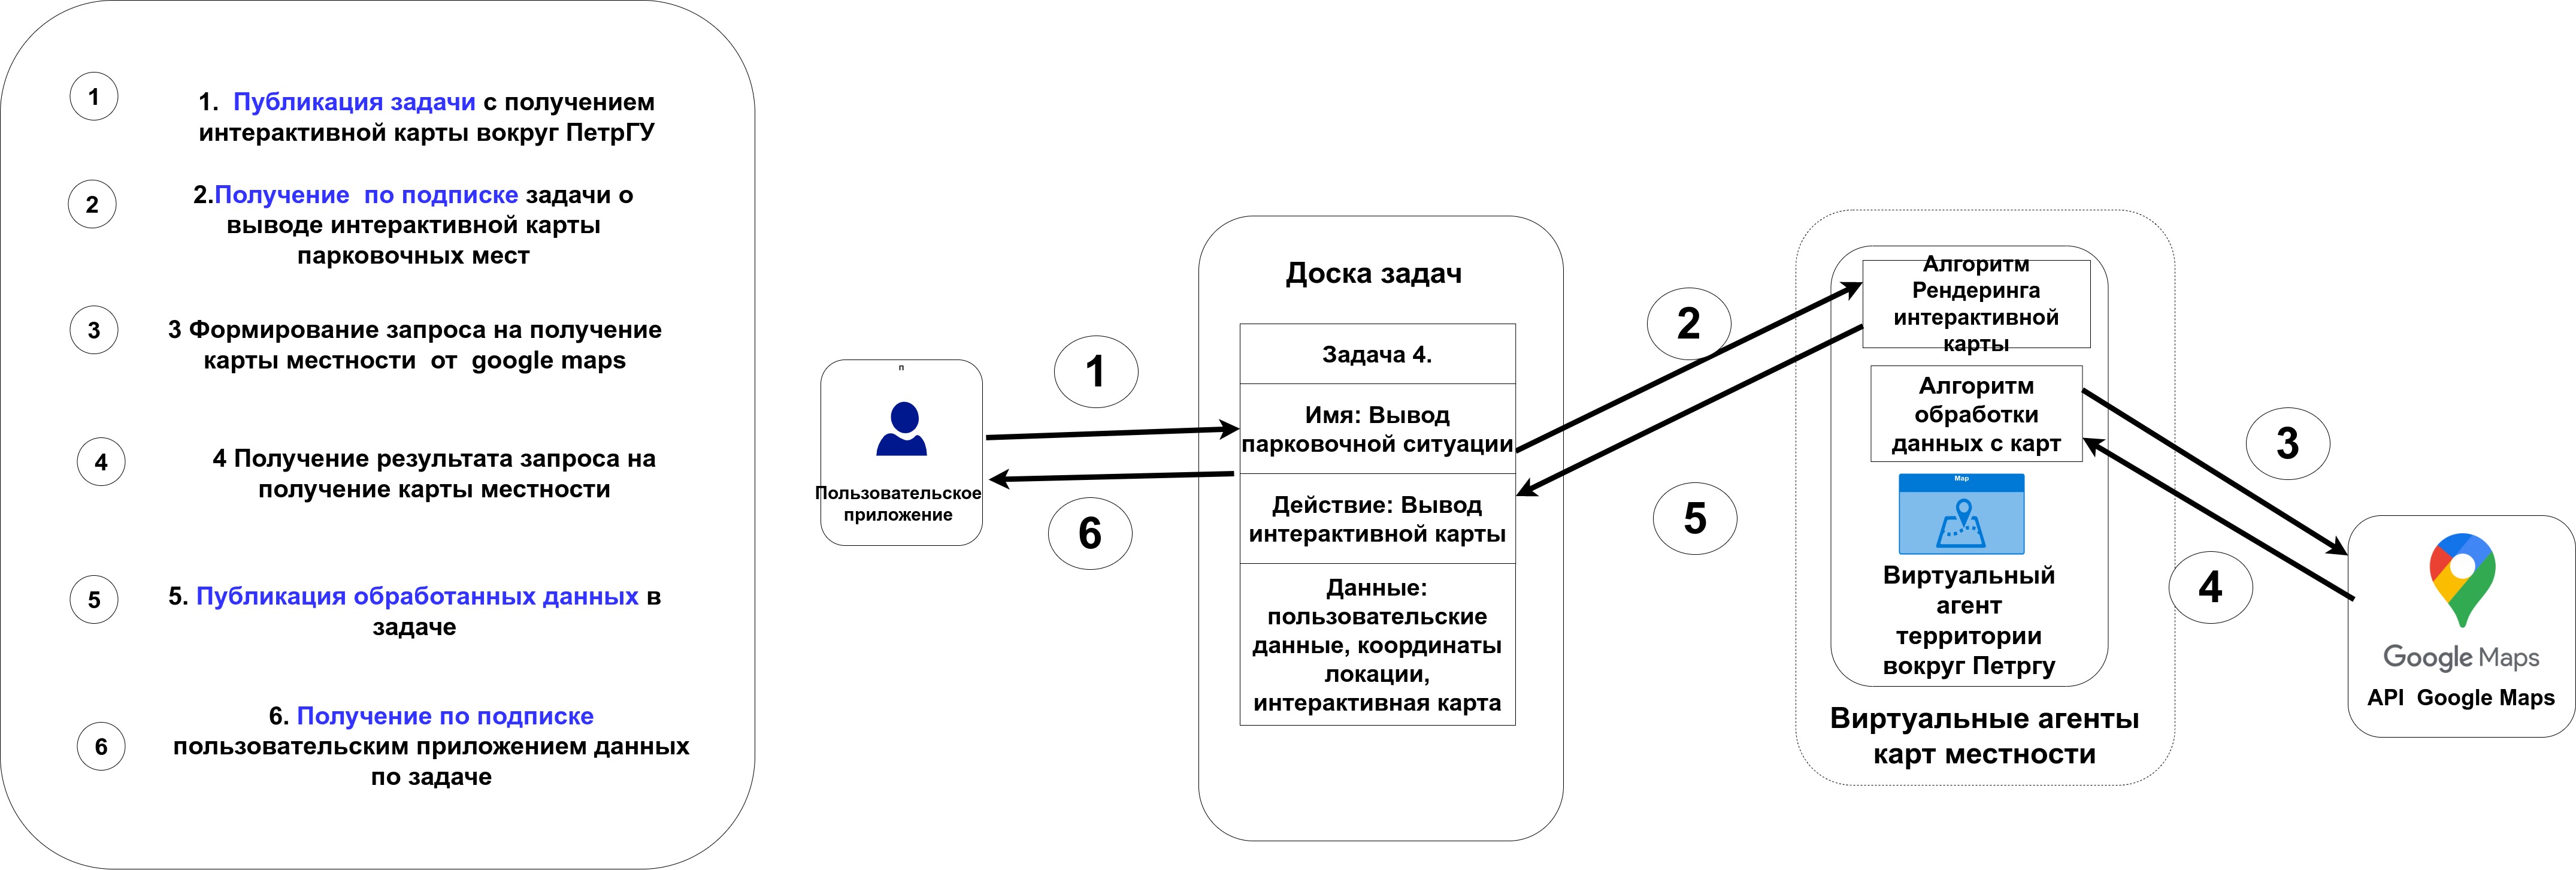 1
1. Публикация задачи с получением
интерактивной карты вокруг ПетрГУ
2
2.Получение по подписке задачи о
выводе интерактивной карты
парковочных мест
3
3 Формирование запроса на получение
карты местности от google maps
4
4 Получение результата запроса на
получение карты местности
5
5. Публикация обработанных данных в
задаче
6
6. Получение по подписке
пользовательским приложением данных
по задаче
п
Пользовательское
приложение
1
6
Доска задач
Задача 4.
Имя: Вывод
парковочной ситуации
Действие: Вывод
интерактивной карты
Данные:
пользовательские
данные, координаты
локации,
интерактивная карта
2
5
Алгоритм
Рендеринга
интерактивной
карты
Алгоритм
обработки
данных с карт
Map
Виртуальный
агент
территории
вокруг Петргу
Виртуальные агенты
карт местности
3
4
Google Maps
API Google Maps